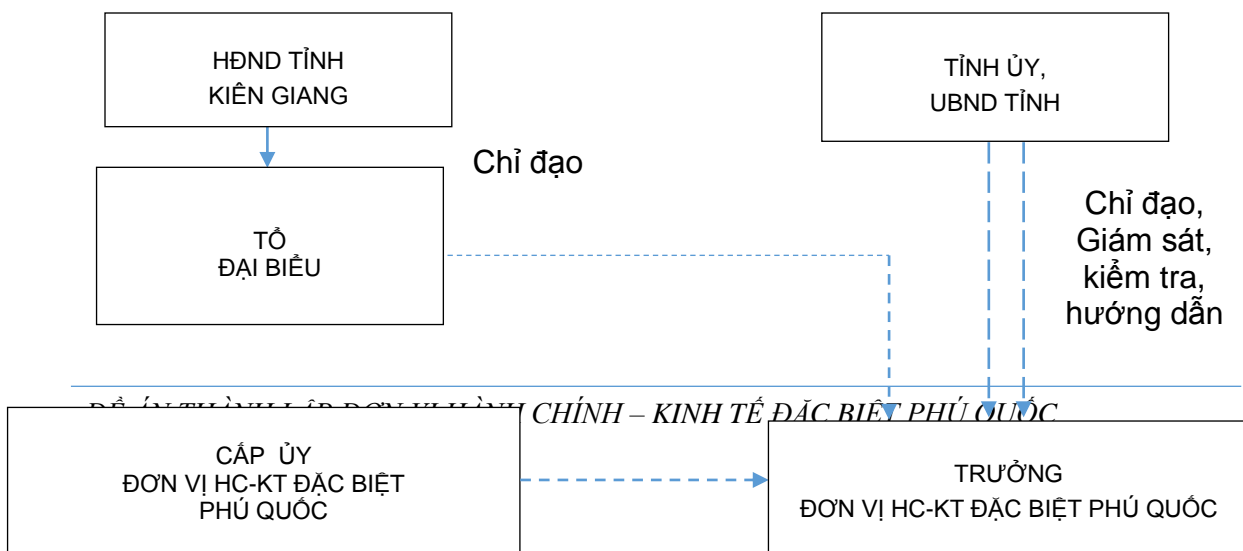 HĐND TỈNH
KIÊN GIANG
TỈNH ỦY,
UBND TỈNH
Chỉ đạo
TỔ
ĐẠI BIỂU
Chỉ đạo,
Giám sát,
kiểm tra,
hướng dẫn
CHÍNH – KINH TẾ ĐẶC BIỆT PHÚ QUỐC
CẤP ỦY
ĐƠN VỊ HC-KT ĐẶC BIỆT
PHÚ QUỐC
TRƯỞNG
ĐƠN VỊ HC-KT ĐẶC BIỆT PHÚ QUỐC